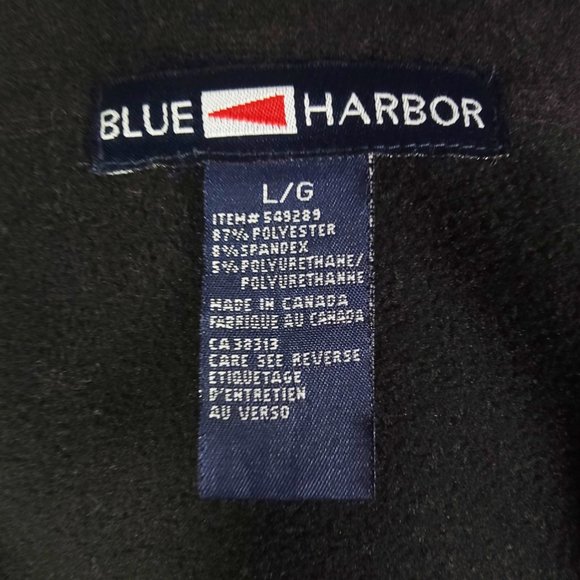 BLUE HARBOR
L/G
ITEM# 549289
87% POLYESTER
8% SPANDEX
5% POLYURETHANE/
POLYURETHANNE
MADE IN CANADA
FABRIQUE AU CANADA
CA 38313
CARE SEE REVERSE
ETIQUETAGE
D'ENTRETIEN
AU VERSO